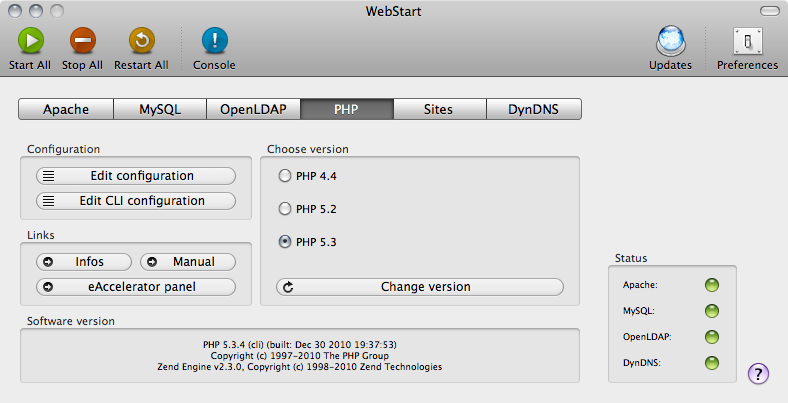 WebStart
Start All
Stop All
Restart All
Console
Updates
Preferences
Apache
MySQL
OpenLDAP
PHP
Sites
DynDNS
Configuration
Edit configuration
Edit CLI configuration
Links
Infos
Manual
eAccelerator panel
Choose version
PHP 4.4
PHP 5.2
PHP 5.3
Change version
Software version
PHP 5.3.4 (cli) (built: Dec 30 2010 19:37:53)
Copyright (c) 1997-2010 The PHP Group
Zend Engine v2.3.0, Copyright (c) 1998-2010 Zend Technologies
Status
Apache:
MySQL:
OpenLDAP:
DynDNS:
?